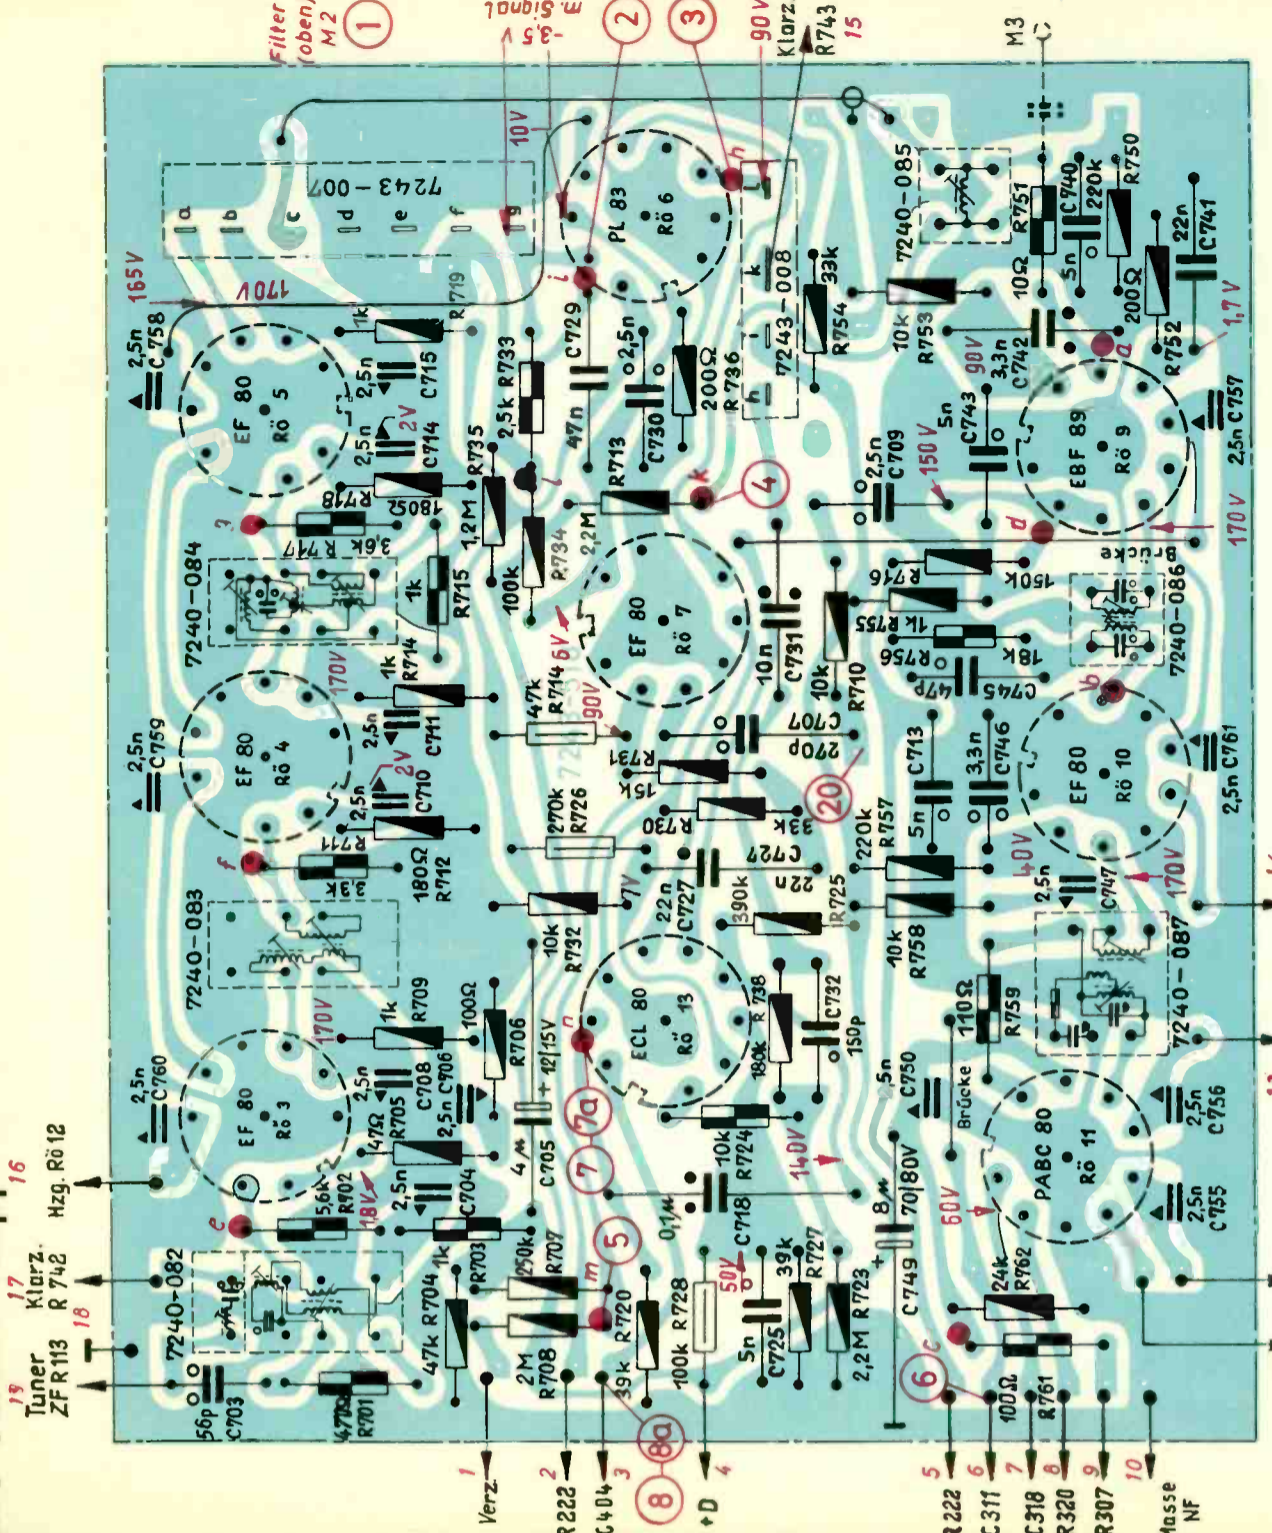 Filter
(oben)
M 2
1
m. Signal
-3,5 V
2
3
90V
Klarz.
R743
15
M3
16
Hzg. Rö 12
17
Klarz.
R 742
18
19
Tuner
ZF R113
165V
170V
2,5n
C 758
a
b
c
d
e
f
g
7243-007
10V
EF 80
Rö 5
1k
R719
2,5n
C715
2,5n
2V
C714
180Ω
R718
g
R 717
3,6k
7240-084
1k
R715
170V
1k
R714
2,5n
C759
EF 80
Rö 4
2,5n
C711
2V
2,5n
C710
R711
180Ω
R712
f
7240-083
170V
1k
R709
2,5n
C760
EF 80
Rö 3
2,5n
C708
47Ω
R705
2,5n C706
100Ω
R706
e
5,6k
R702
1,8V
2,5n
C704
1k
R703
7240-082
56p
C703
R701
47k R704
250k
R707
2M
R708
m
5
PL 83
Rö 6
h
i
l
k
i
h
7243-008
C729
47n
2,5k R733
2,5n
C730
200Ω
R736
33k
R754
R735
1,2M
l
100k
R734
R713
2,2M
k
4
6V
EF 80
Rö 7
10n
C731
10k
R710
47k
R714
90V
R731
15k
C707
270p
270k
R726
R730
33k
20
7V
10k
R732
22n
C727
C727
22n
390k
R725
n
ECL 80
Rö 13
180k
R 738
C732
150p
12/15V
4µ
C705
7
7a
10k
R724
140V
0,1µ
C718
50V
39k
R720
100k
R728
5n
C725
39k
R727
2,2M R723
8µ
70/80V
C749
7240-085
10k
R753
R751
10Ω
C740
5n
220k
R750
200Ω
R752
22n
C741
1,7V
90V
3,3n
C742
a
5n
C743
2,5n
C709
150V
EBF 89
Rö 9
2,5n C757
d
170V
Brücke
R716
150k
1k R755
R756
18k
47p
C745
7240-086
b
C713
5n
3,3n
C746
EF 80
Rö 10
2,5n C761
220k
R757
40V
2,5n
C747
170V
10k
R758
7240-087
110Ω
R759
C750
Brücke
PABC 80
Rö 11
2,5n
C756
2,5n
C755
60V
24k
R762
c
6
100Ω
R761
1
Verz.
2
R222
C404
3
8
8a
4
+D
5
R222
6
C311
7
C318
8
R320
9
R307
10
Masse
NF